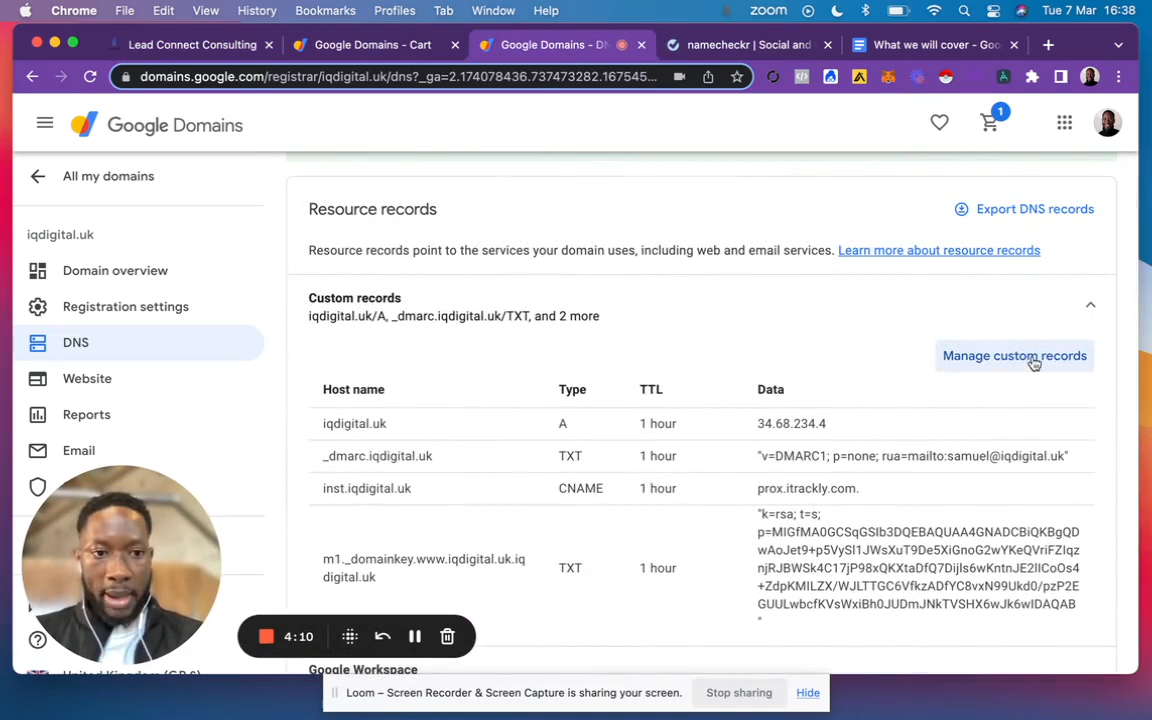 Chrome File Edit View History Bookmarks Profiles Tab Window Help zoom Tue 7 Mar 16:38
Lead Connect Consulting Google Domains - Cart Google Domains - DN namecheckr | Social and What we will cover - Goo
domains.google.com/registrar/iqdigital.uk/dns?_ga=2.174078436.737473282.167545...
Google Domains 1
All my domains
iqdigital.uk
Domain overview
Registration settings
DNS
Website
Reports
Email
Resource records
Export DNS records
Resource records point to the services your domain uses, including web and email services. Learn more about resource records
Custom records
iqdigital.uk/A, _dmarc.iqdigital.uk/TXT, and 2 more
Manage custom records
Host name Type TTL Data
iqdigital.uk A 1 hour 34.68.234.4
_dmarc.iqdigital.uk TXT 1 hour "v=DMARC1; p=none; rua=mailto:samuel@iqdigital.uk"
inst.iqdigital.uk CNAME 1 hour prox.itrackly.com.
"k=rsa; t=s;
p=MIGfMA0GCSqGSIb3DQEBAQUAA4GNADCBiQKBgQD
wAoJet9+p5VySI1JWsXuT9De5XiGnoG2wYKeQVriFZIqz
njRJBWSk4C17jP98xQKXtaDfQ7DijIs6wKntnJE2lICoOs4
+ZdpKMILZX/WJLTTGC6VfkzADfYC8vxN99Ukd0/pzP2E
GUULwbcfKVsWxiBh0JUDmJNkTVSHX6wJk6wIDAQAB
"
m1._domainkey.www.iqdigital.uk.iq
digital.uk
TXT 1 hour
Google Workspace
4:10
Loom – Screen Recorder & Screen Capture is sharing your screen. Stop sharing Hide